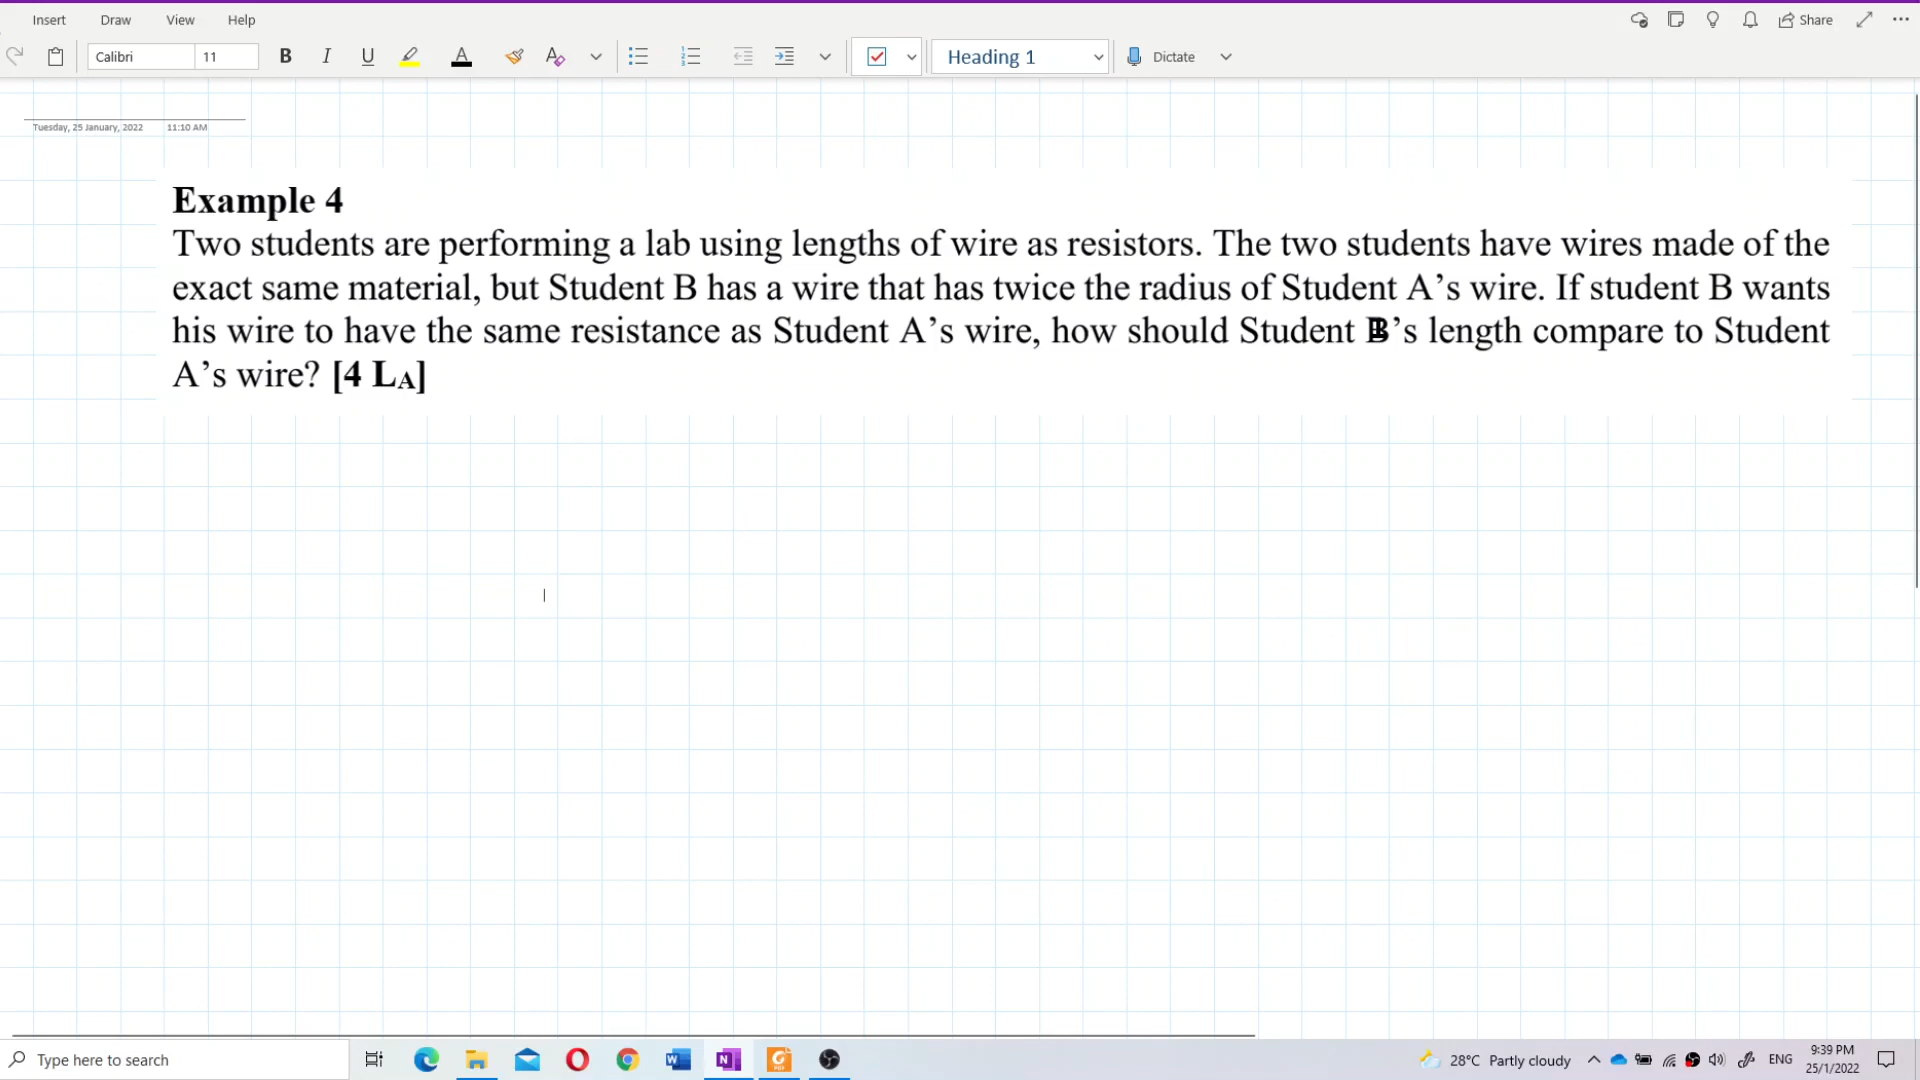 Insert Draw View Help Share
Calibri 11 B I U A A Heading 1 Dictate
Tuesday, 25 January, 2022 11:10 AM
Example 4
Two students are performing a lab using lengths of wire as resistors. The two students have wires made of the
exact same material, but Student B has a wire that has twice the radius of Student A’s wire. If student B wants
his wire to have the same resistance as Student A’s wire, how should Student B’s length compare to Student
A’s wire? [4 LA]
Type here to search 28°C Partly cloudy ENG 9:39 PM
25/1/2022